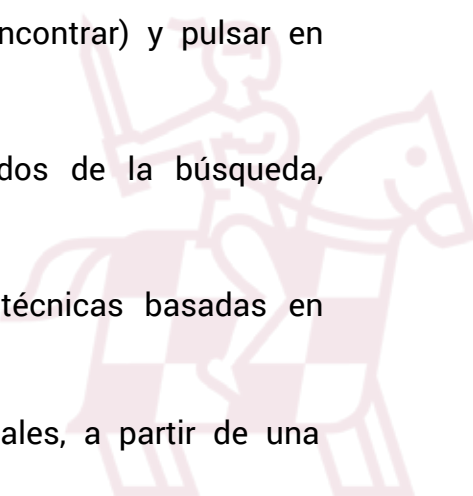 ncontrar) y pulsar en
dos de la búsqueda,
técnicas basadas en
ales, a partir de una